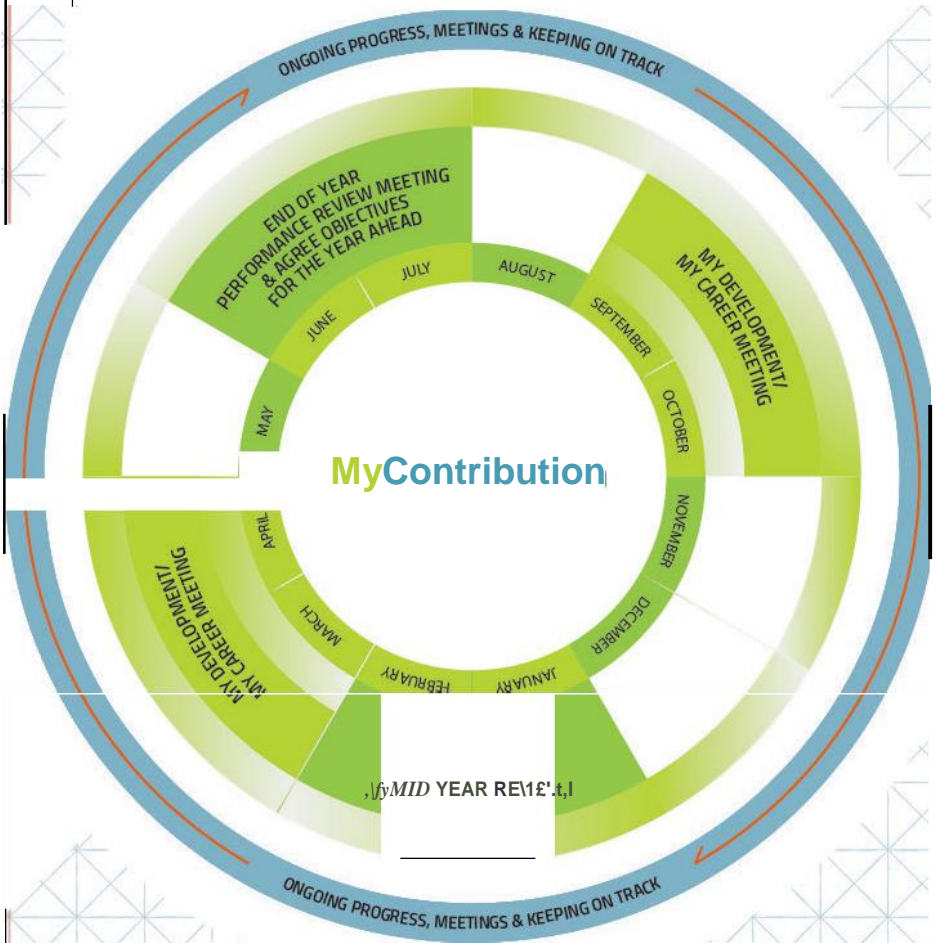 ONGOING PROGRESS, MEETINGS & KEEPING ON TRACK
END OF YEAR
PERFORMANCE REVIEW MEETING
& AGREE OBJECTIVES
FOR THE YEAR AHEAD
MY DEVELOPMENT/
MY CAREER MEETING
JULY
AUGUST
JUNE
SEPTEMBER
MAY
OCTOBER
MyContribution
APRIL
NOVEMBER
MARCH
DECEMBER
FEBRUARY
JANUARY
MY DEVELOPMENT/
MY CAREER MEETING
MID YEAR
ONGOING PROGRESS, MEETINGS & KEEPING ON TRACK